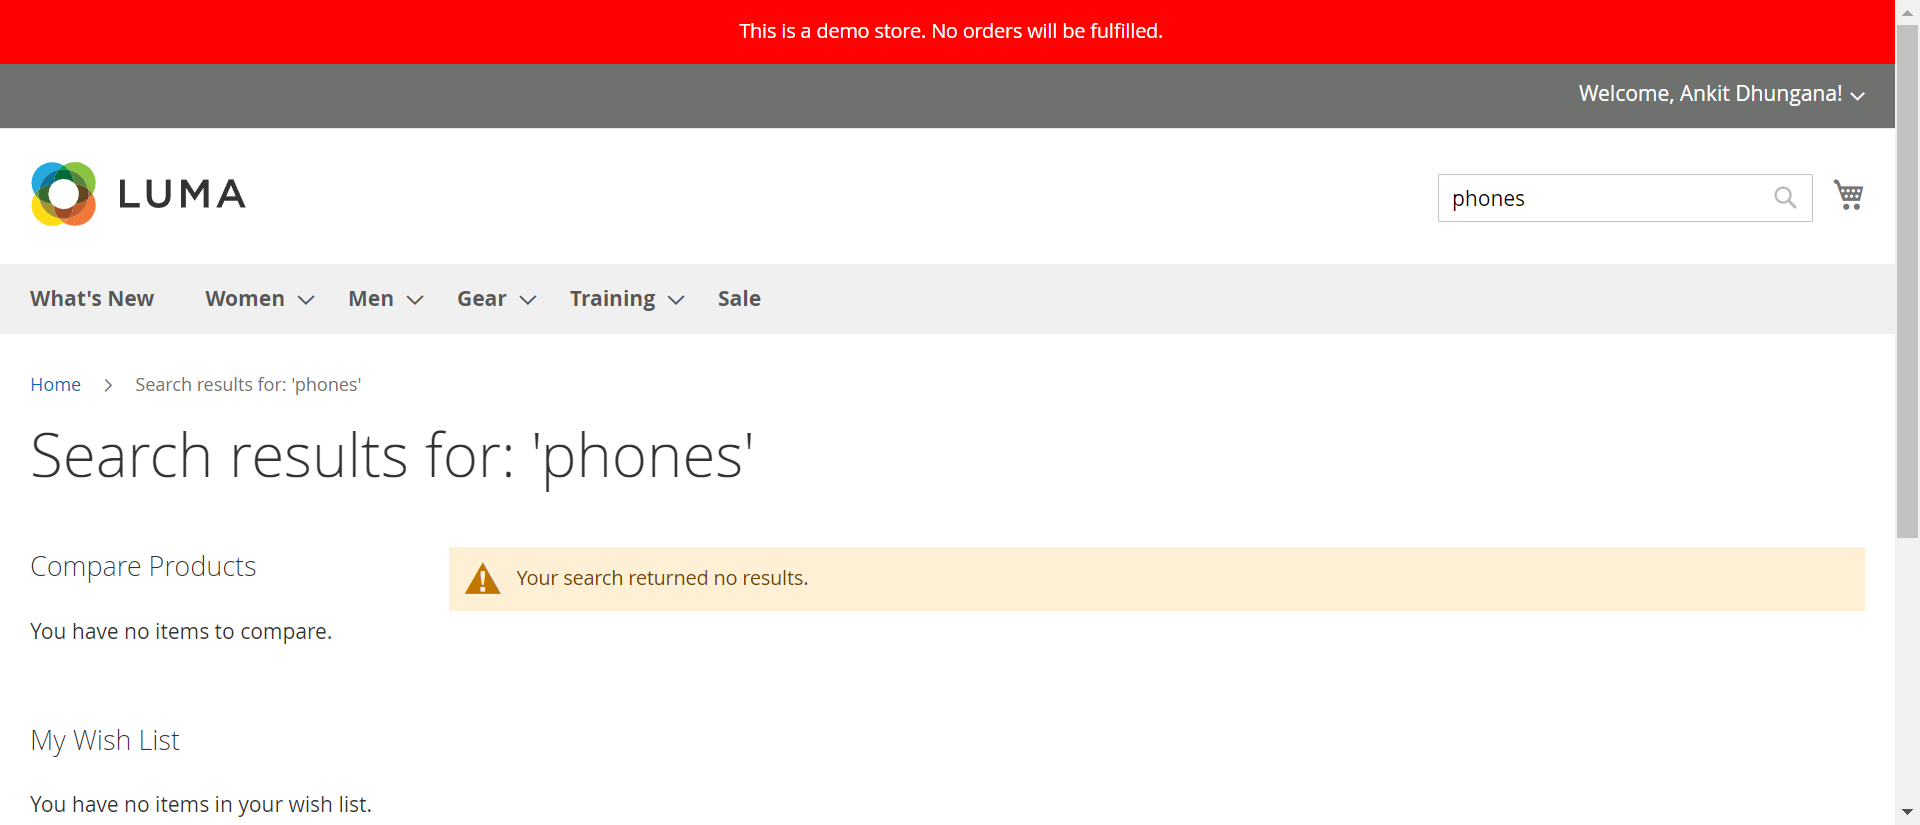 This is a demo store. No orders will be fulfilled.
Welcome, Ankit Dhungana!
LUMA
phones
What's New Women Men Gear Training Sale
Home Search results for: 'phones'
Search results for: 'phones'
Compare Products
Your search returned no results.
You have no items to compare.
My Wish List
You have no items in your wish list.